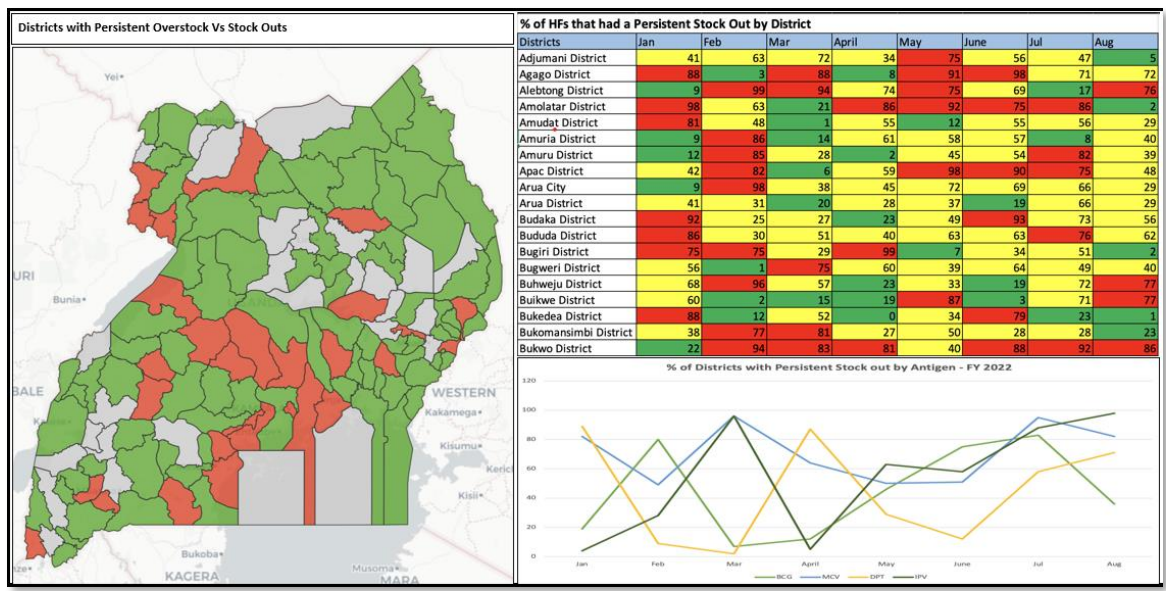 Districts with Persistent Overstock Vs Stock Outs
Yei
Bunia
WESTERN
Kakamega
Kisumu
Kisii
Bukoba
KAGERA
Musoma
MARA
% of HFs that had a Persistent Stock Out by District
Districts Jan Feb Mar April May June Jul Aug
Adjumani District 41 63 72 34 75 56 47 5
Agago District 88 3 88 8 91 98 71 72
Alebtong District 9 99 94 74 75 69 17 76
Amolatar District 98 63 21 86 92 75 86 2
Amudat District 81 48 1 55 12 55 56 29
Amuria District 9 86 14 61 58 57 8 40
Amuru District 12 85 28 2 45 54 82 39
Apac District 42 82 6 59 98 90 75 48
Arua City 9 98 38 45 72 69 66 29
Arua District 41 31 20 28 37 19 66 29
Budaka District 92 25 27 23 49 93 73 56
Bududa District 86 30 51 40 63 63 76 62
Bugiri District 75 75 29 99 7 34 51 2
Bugweri District 56 1 75 60 39 64 49 40
Buhweju District 68 96 57 23 33 19 72 77
Buikwe District 60 2 15 19 87 3 71 77
Bukedea District 88 12 52 0 34 79 23 1
Bukomansimbi District 38 77 81 27 50 28 28 23
Bukwo District 22 94 83 81 40 88 92 86
% of Districts with Persistent Stock out by Antigen - FY 2022
120
100
80
60
40
20
0
Jan Feb Mar April May June Jul Aug
BCG MCV DPT IPV